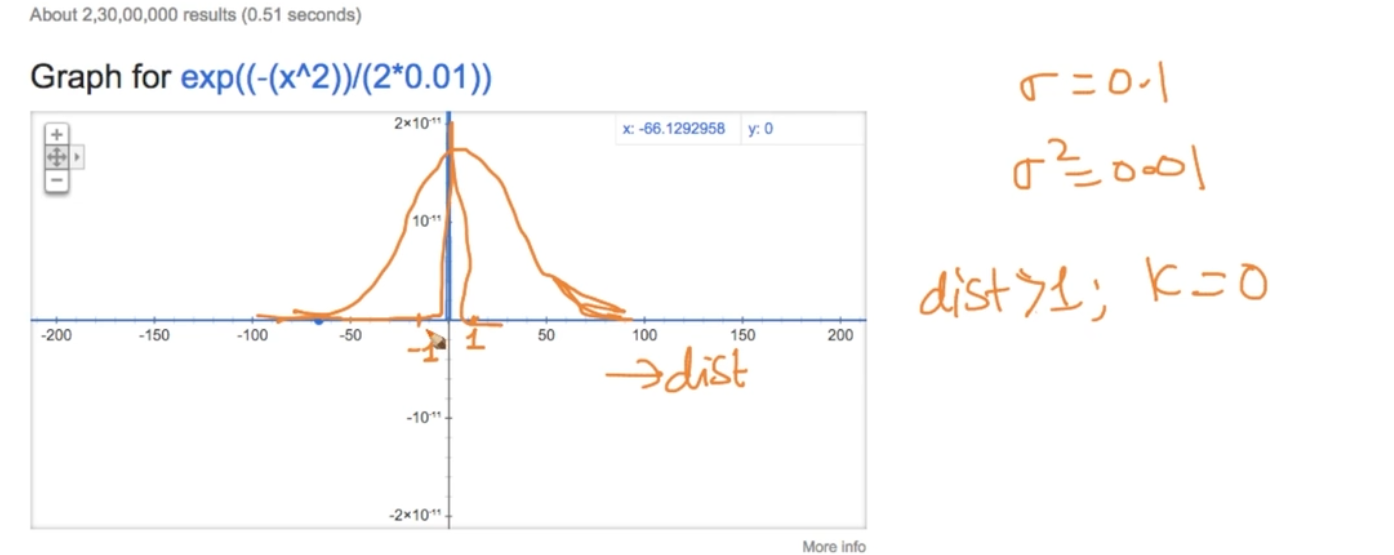 About 2,30,00,000 results (0.51 seconds)
Graph for exp((-(x^2))/(2*0.01))
σ = 0.1
2×10⁻¹¹
x: -66.1292958 y: 0
σ² = 0.01
10⁻¹¹
dist>1; K=0
-200 -150 -100 -50 50 100 150 200
-1 1
→dist
-10⁻¹¹
-2×10⁻¹¹
More info